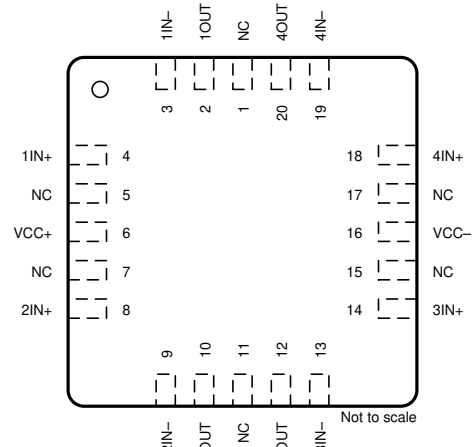 1IN–
1OUT
NC
4OUT
4IN–
3
2
1
20
19
1IN+ 4
NC 5
VCC+ 6
NC 7
2IN+ 8
18 4IN+
17 NC
16 VCC–
15 NC
14 3IN+
9
10
11
12
13
IN–
OUT
NC
OUT
IN–
Not to scale